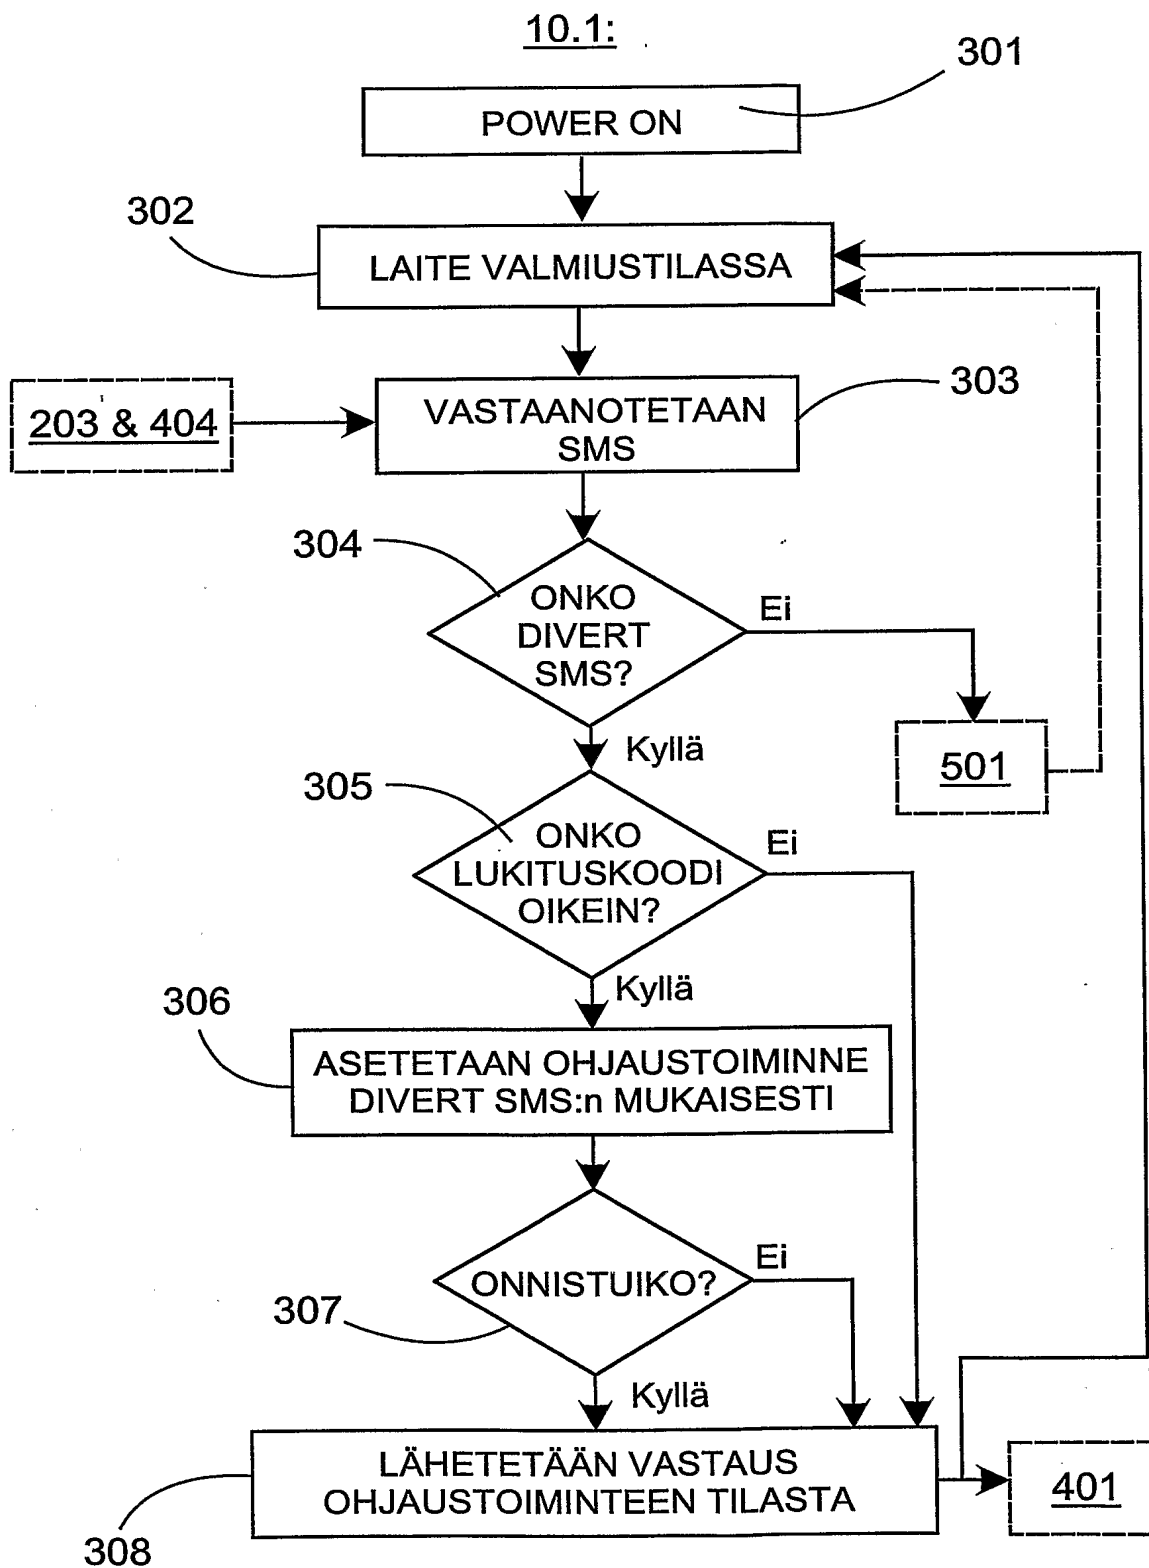 10.1:
301
POWER ON
302
LAITE VALMIUSTILASSA
303
203 & 404
VASTAANOTETAAN
SMS
304
ONKO
DIVERT
SMS?
Ei
Kyllä
501
305
ONKO
LUKITUSKOODI
OIKEIN?
Ei
Kyllä
306
ASETETAAN OHJAUSTOIMINNE
DIVERT SMS:n MUKAISESTI
ONNISTUIKO?
Ei
307
Kyllä
LÄHETETÄÄN VASTAUS
OHJAUSTOIMINTEEN TILASTA
401
308